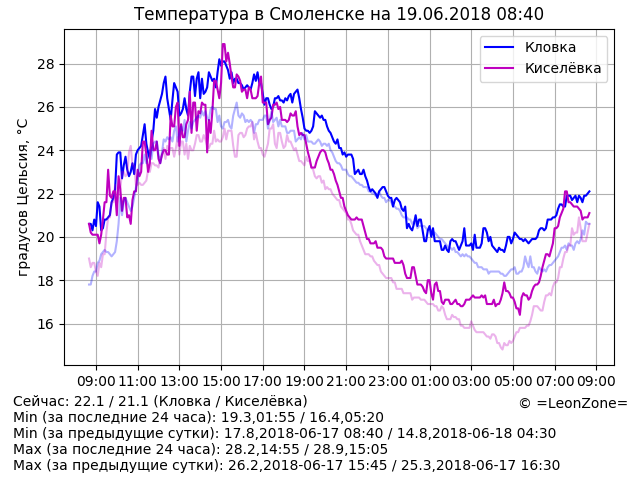 Температура в Смоленске на 19.06.2018 08:40
градусов Цельсия, °C
28
26
24
22
20
18
16
Кловка
Киселёвка
09:00 11:00 13:00 15:00 17:00 19:00 21:00 23:00 01:00 03:00 05:00 07:00 09:00
Сейчас: 22.1 / 21.1 (Кловка / Киселёвка)
© =LeonZone=
Min (за последние 24 часа): 19.3,01:55 / 16.4,05:20
Min (за предыдущие сутки): 17.8,2018-06-17 08:40 / 14.8,2018-06-18 04:30
Max (за последние 24 часа): 28.2,14:55 / 28.9,15:05
Max (за предыдущие сутки): 26.2,2018-06-17 15:45 / 25.3,2018-06-17 16:30